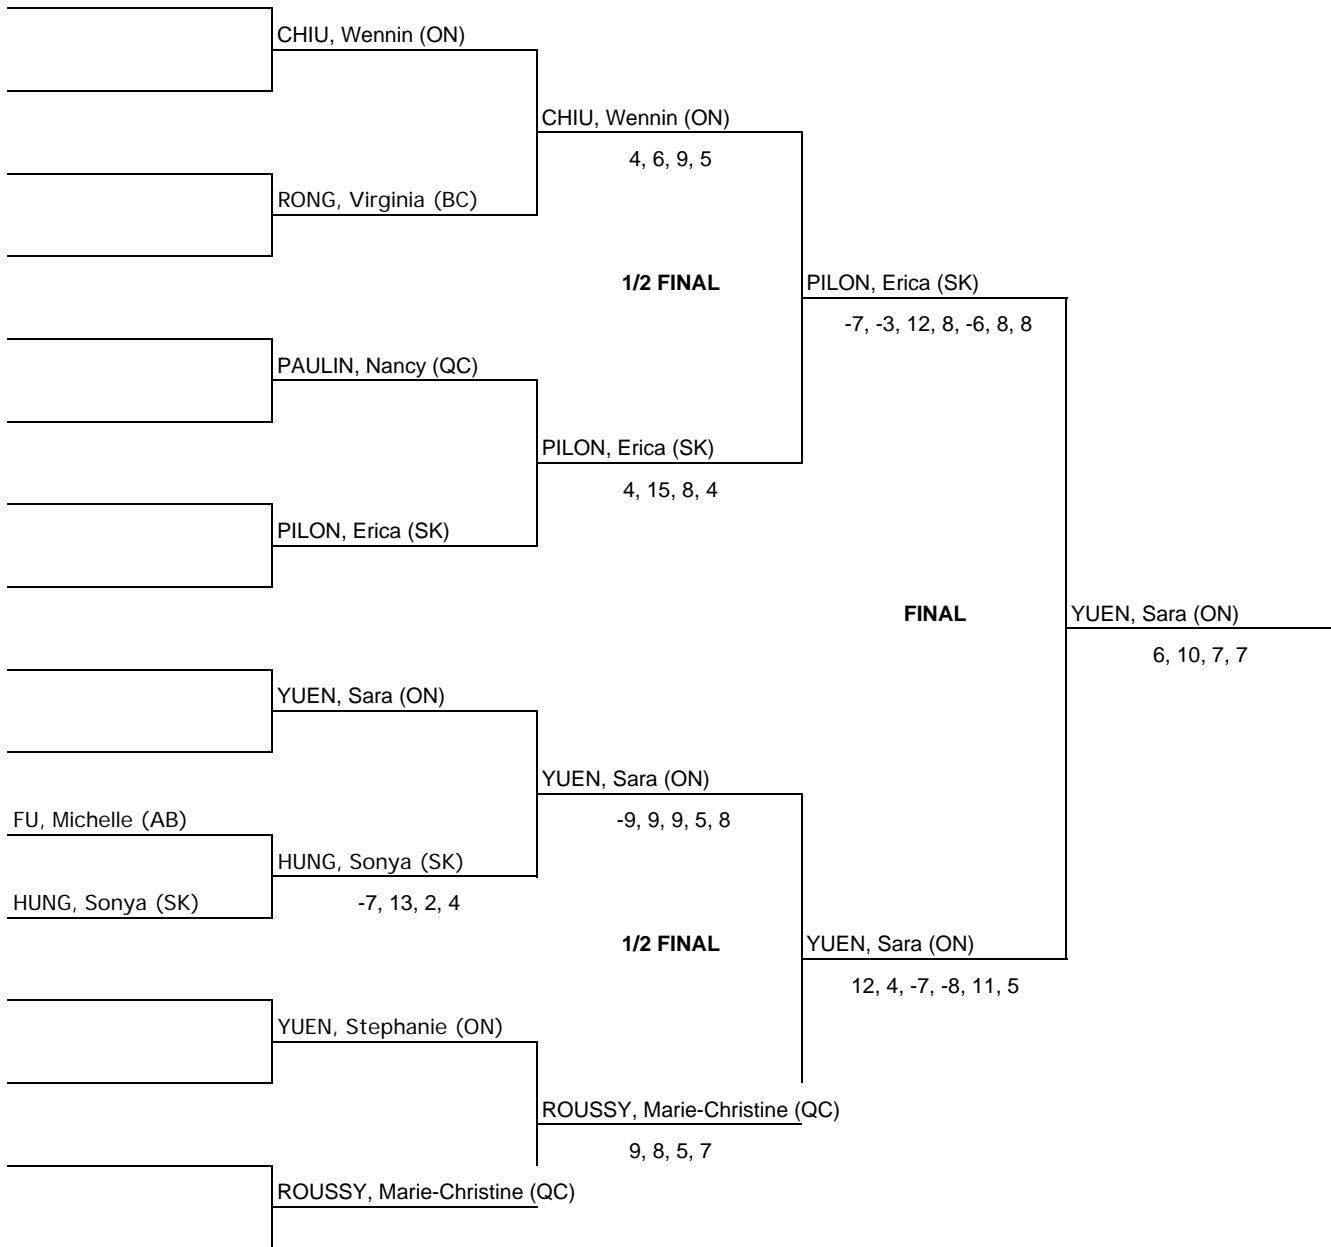 CHIU, Wennin (ON)
CHIU, Wennin (ON)
4, 6, 9, 5
RONG, Virginia (BC)
1/2 FINAL
PILON, Erica (SK)
-7, -3, 12, 8, -6, 8, 8
PAULIN, Nancy (QC)
PILON, Erica (SK)
4, 15, 8, 4
PILON, Erica (SK)
FINAL
YUEN, Sara (ON)
6, 10, 7, 7
YUEN, Sara (ON)
YUEN, Sara (ON)
-9, 9, 9, 5, 8
FU, Michelle (AB)
HUNG, Sonya (SK)
HUNG, Sonya (SK)
-7, 13, 2, 4
1/2 FINAL
YUEN, Sara (ON)
12, 4, -7, -8, 11, 5
YUEN, Stephanie (ON)
ROUSSY, Marie-Christine (QC)
9, 8, 5, 7
ROUSSY, Marie-Christine (QC)